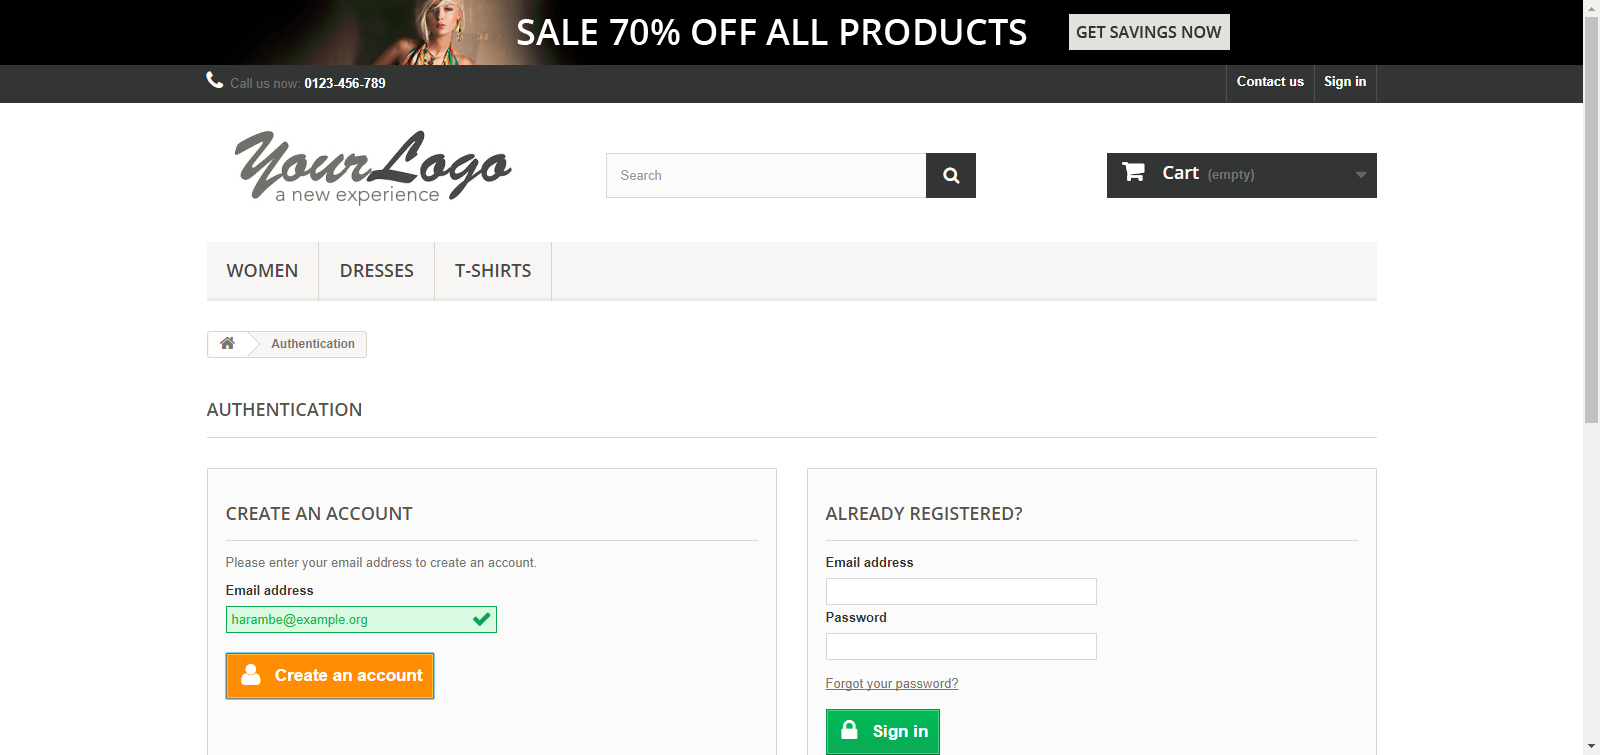 SALE 70% OFF ALL PRODUCTS
GET SAVINGS NOW
Call us now: 0123-456-789
Contact us
Sign in
YourLogo
a new experience
Search
Cart (empty)
WOMEN
DRESSES
T-SHIRTS
Authentication
AUTHENTICATION
CREATE AN ACCOUNT
Please enter your email address to create an account.
Email address
harambe@example.org
Create an account
ALREADY REGISTERED?
Email address
Password
Forgot your password?
Sign in